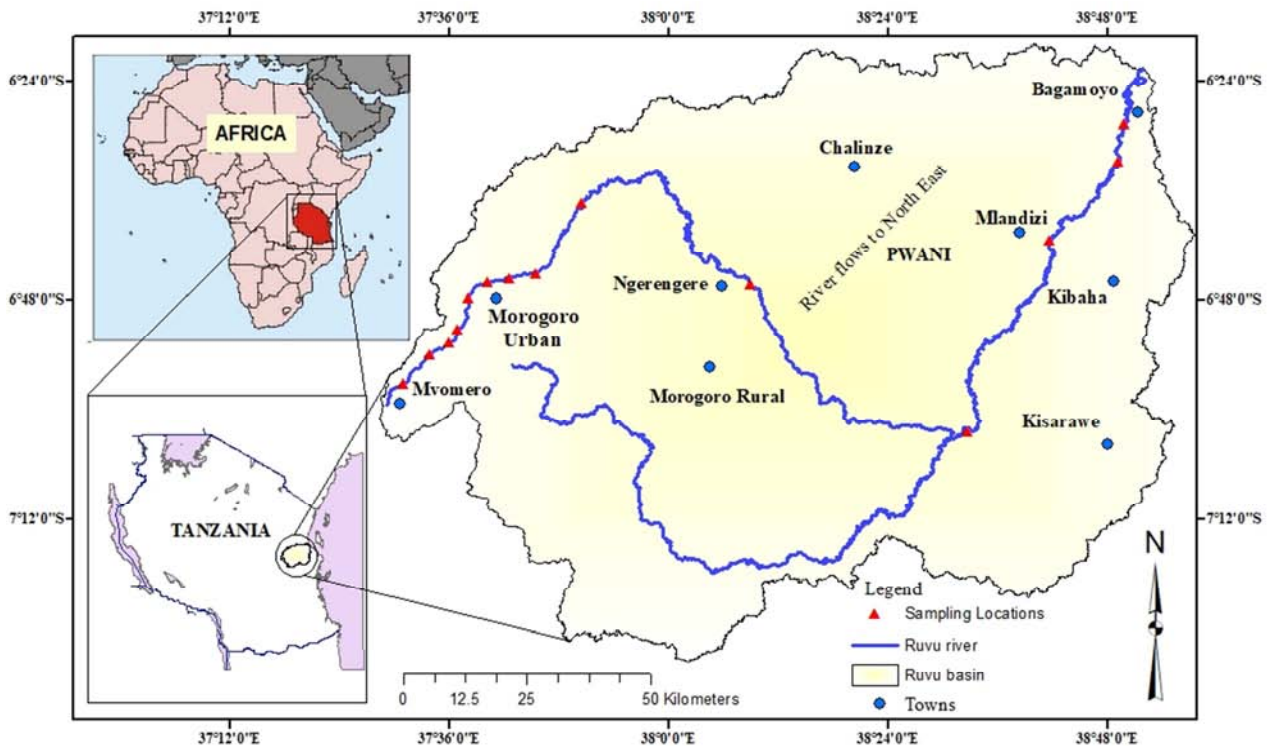 37°12'0"E 37°36'0"E 38°0'0"E 38°24'0"E 38°48'0"E
6°24'0"S
6°24'0"S
AFRICA
Bagamoyo
Chalinze
Mlandizi
River flows to North East
PWANI
Ngerengere
Kibaha
6°48'0"S
6°48'0"S
Morogoro
Urban
Mvomero
Morogoro Rural
Kisarawe
7°12'0"S
7°12'0"S
TANZANIA
N
Legend
Sampling Locations
Ruvu river
Ruvu basin
Towns
0 12.5 25 50 Kilometers
37°12'0"E 37°36'0"E 38°0'0"E 38°24'0"E 38°48'0"E